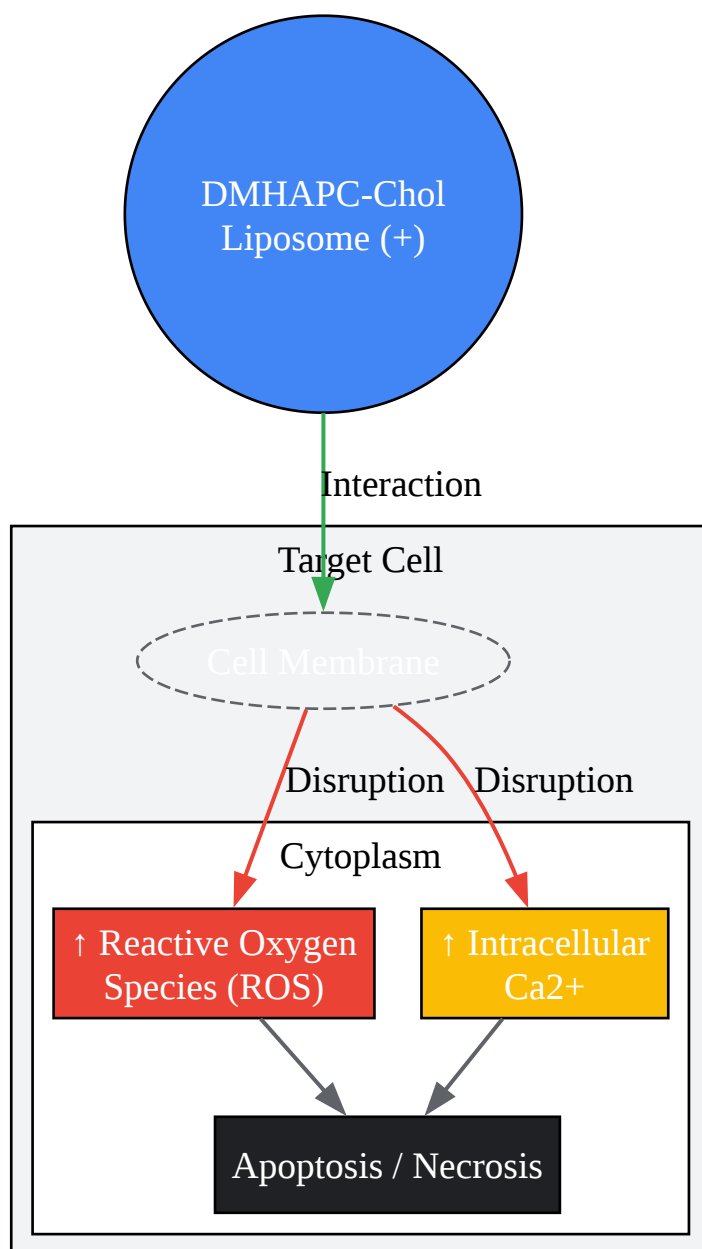 DMHAPC-Chol
Liposome (+)
Interaction
Target Cell
Cell Membrane
Disruption
Disruption
Cytoplasm
↑ Reactive Oxygen
Species (ROS)
↑ Intracellular
Ca2+
Apoptosis / Necrosis